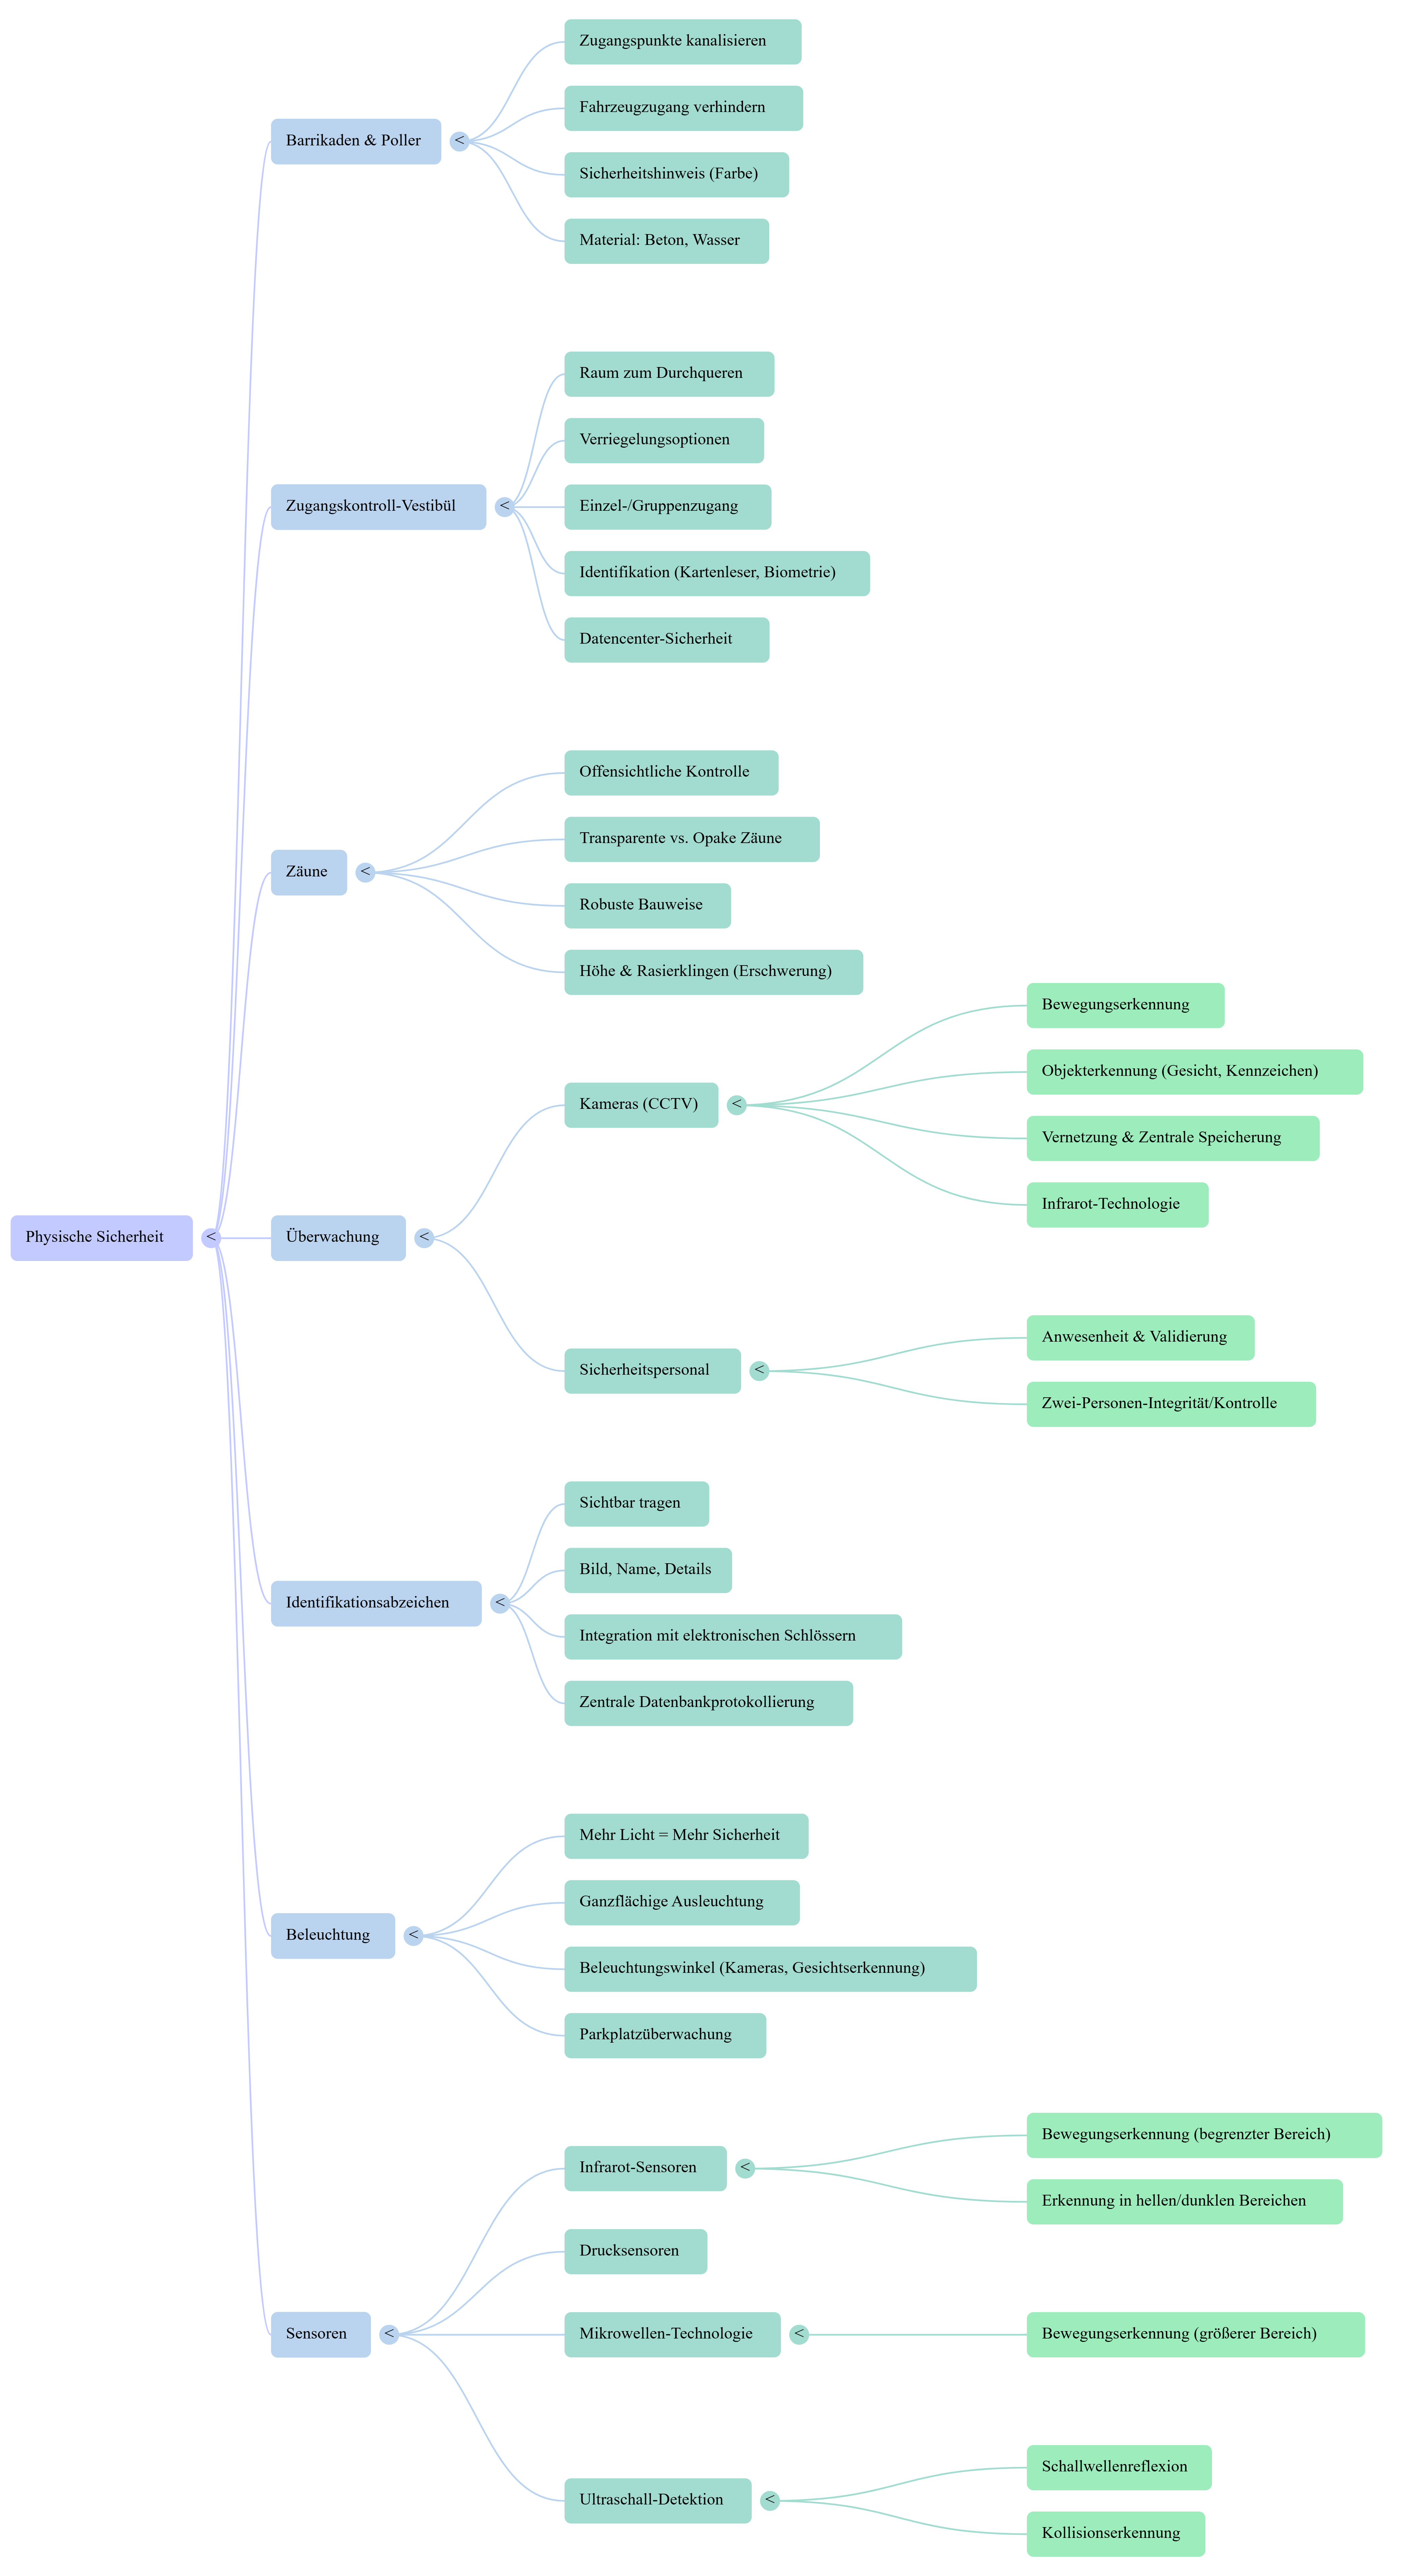 Physische Sicherheit
<
Barrikaden & Poller
<
Zugangspunkte kanalisieren
Fahrzeugzugang verhindern
Sicherheitshinweis (Farbe)
Material: Beton, Wasser
Zugangskontroll-Vestibül
<
Raum zum Durchqueren
Verriegelungsoptionen
Einzel-/Gruppenzugang
Identifikation (Kartenleser, Biometrie)
Datencenter-Sicherheit
Zäune
<
Offensichtliche Kontrolle
Transparente vs. Opake Zäune
Robuste Bauweise
Höhe & Rasierklingen (Erschwerung)
Überwachung
<
Kameras (CCTV)
<
Bewegungserkennung
Objekterkennung (Gesicht, Kennzeichen)
Vernetzung & Zentrale Speicherung
Infrarot-Technologie
Sicherheitspersonal
<
Anwesenheit & Validierung
Zwei-Personen-Integrität/Kontrolle
Identifikationsabzeichen
<
Sichtbar tragen
Bild, Name, Details
Integration mit elektronischen Schlössern
Zentrale Datenbankprotokollierung
Beleuchtung
<
Mehr Licht = Mehr Sicherheit
Ganzflächige Ausleuchtung
Beleuchtungswinkel (Kameras, Gesichtserkennung)
Parkplatzüberwachung
Sensoren
<
Infrarot-Sensoren
<
Bewegungserkennung (begrenzter Bereich)
Erkennung in hellen/dunklen Bereichen
Drucksensoren
Mikrowellen-Technologie
<
Bewegungserkennung (größerer Bereich)
Ultraschall-Detektion
<
Schallwellenreflexion
Kollisionserkennung